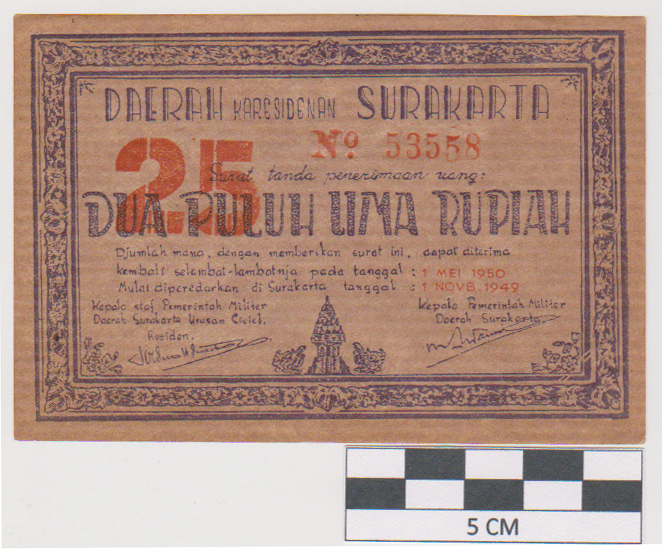 DAERAH KARESIDENAN SURAKARTA
25 No. 53558
Surat tanda penerimaan uang:
DUA PULUH LIMA RUPIAH
Djumlah mana, dengan memberikan surat ini, dapat diterima
kembali selambat-lambatnja pada tanggal : 1 MEI 1950
Mulai diperedarkan di Surakarta tanggal : 1 NOVB. 1949
Kepala staf Pemerintah Militer
Daerah Surakarta Urusan Civiel.
Residen.
Kepala Pemerintah Militer
Daerah Surakarta.
5 CM